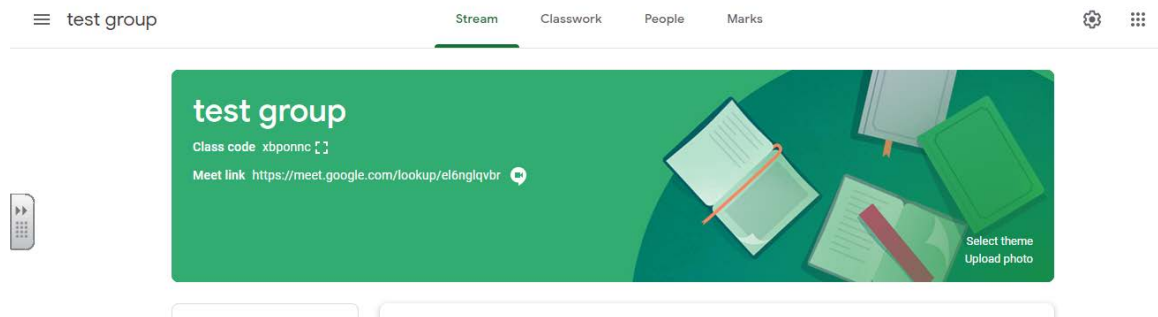 test group
Stream Classwork People Marks
test group
Class code xbponnc
Meet link https://meet.google.com/lookup/el6nglqvbr
Select theme
Upload photo